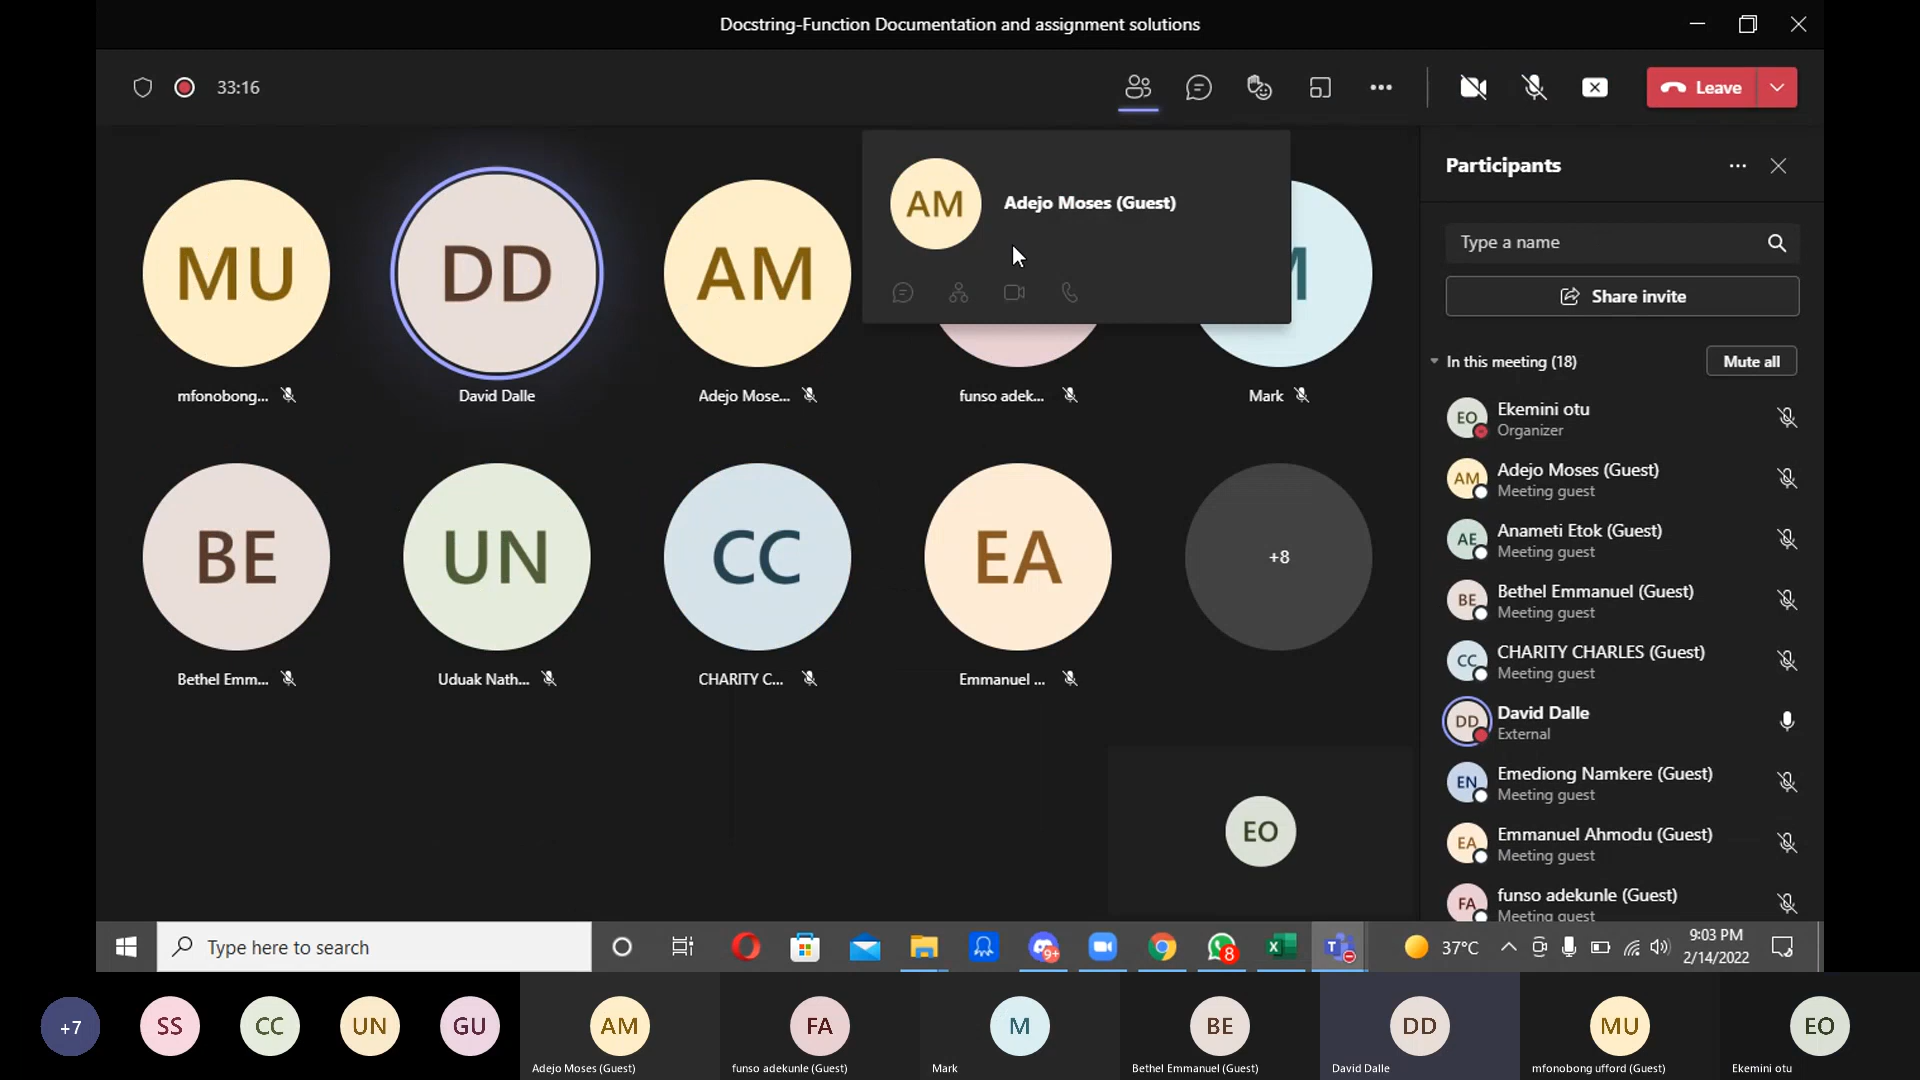 Docstring-Function Documentation and assignment solutions
33:16
Leave
MU
DD
AM
AM
Adejo Moses (Guest)
mfonobong...
David Dalle
Adejo Mose...
funso adek...
Mark
BE
UN
CC
EA
+8
Bethel Emm...
Uduak Nath...
CHARITY C...
Emmanuel ...
EO
Participants
Type a name
Share invite
In this meeting (18)
Mute all
EO
Ekemini otu
Organizer
AM
Adejo Moses (Guest)
Meeting guest
AE
Anameti Etok (Guest)
Meeting guest
BE
Bethel Emmanuel (Guest)
Meeting guest
CC
CHARITY CHARLES (Guest)
Meeting guest
DD
David Dalle
External
EN
Emediong Namkere (Guest)
Meeting guest
EA
Emmanuel Ahmodu (Guest)
Meeting guest
FA
funso adekunle (Guest)
Meeting guest
Type here to search
9+
8
37°C
9:03 PM
2/14/2022
+7
SS
CC
UN
GU
AM
Adejo Moses (Guest)
FA
funso adekunle (Guest)
M
Mark
BE
Bethel Emmanuel (Guest)
DD
David Dalle
MU
mfonobong ufford (Guest)
EO
Ekemini otu